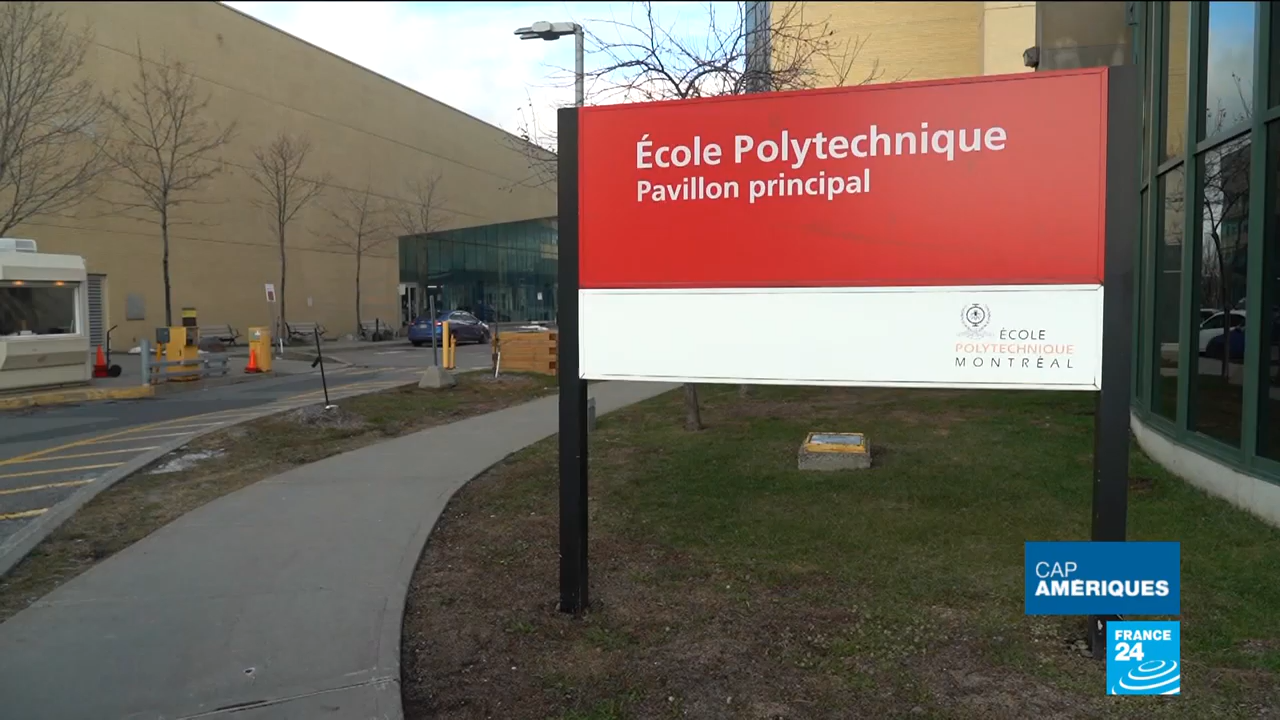 École Polytechnique
Pavillon principal
ÉCOLE
POLYTECHNIQUE
MONTRÉAL
CAP
AMÉRIQUES
FRANCE
24